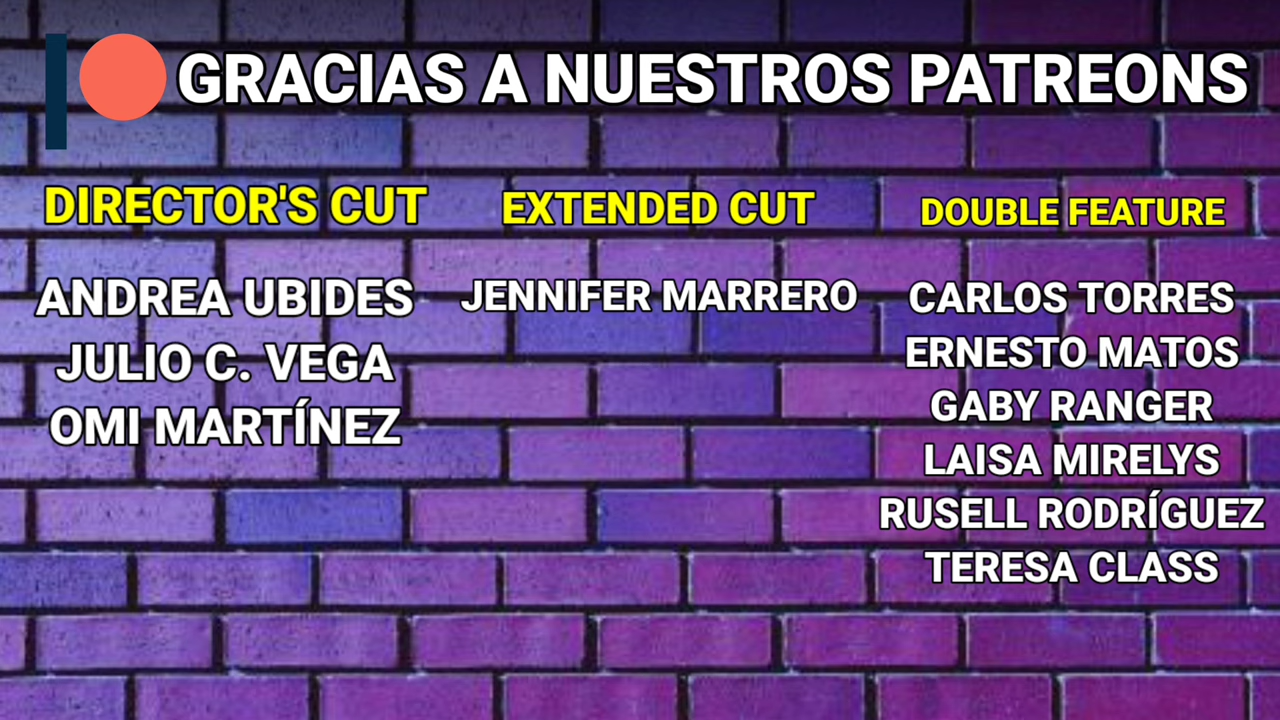 GRACIAS A NUESTROS PATREONS
DIRECTOR'S CUT
ANDREA UBIDES
JULIO C. VEGA
OMI MARTÍNEZ
EXTENDED CUT
JENNIFER MARRERO
DOUBLE FEATURE
CARLOS TORRES
ERNESTO MATOS
GABY RANGER
LAISA MIRELYS
RUSELL RODRÍGUEZ
TERESA CLASS